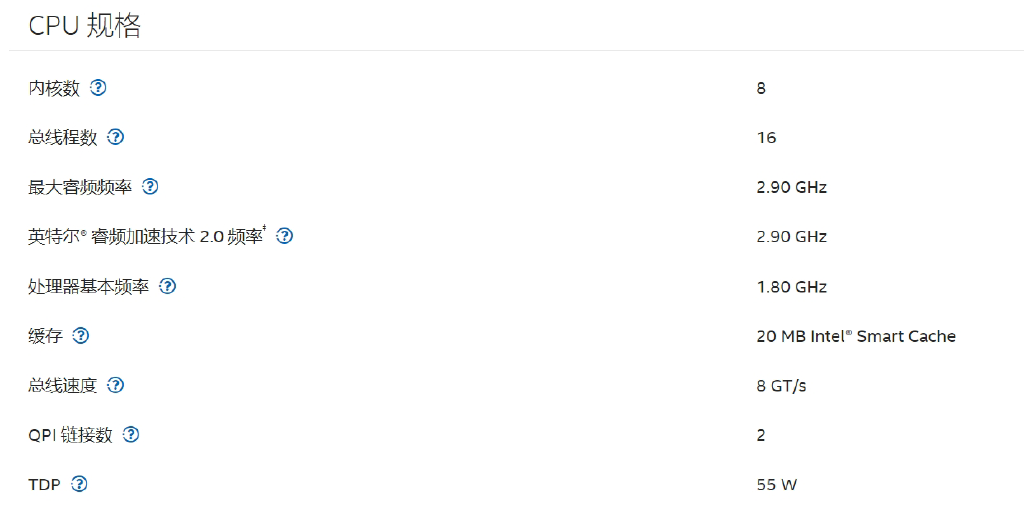 CPU 规格
内核数 ? 8
总线程数 ? 16
最大睿频频率 ? 2.90 GHz
英特尔® 睿频加速技术 2.0 频率‡ ? 2.90 GHz
处理器基本频率 ? 1.80 GHz
缓存 ? 20 MB Intel® Smart Cache
总线速度 ? 8 GT/s
QPI 链接数 ? 2
TDP ? 55 W